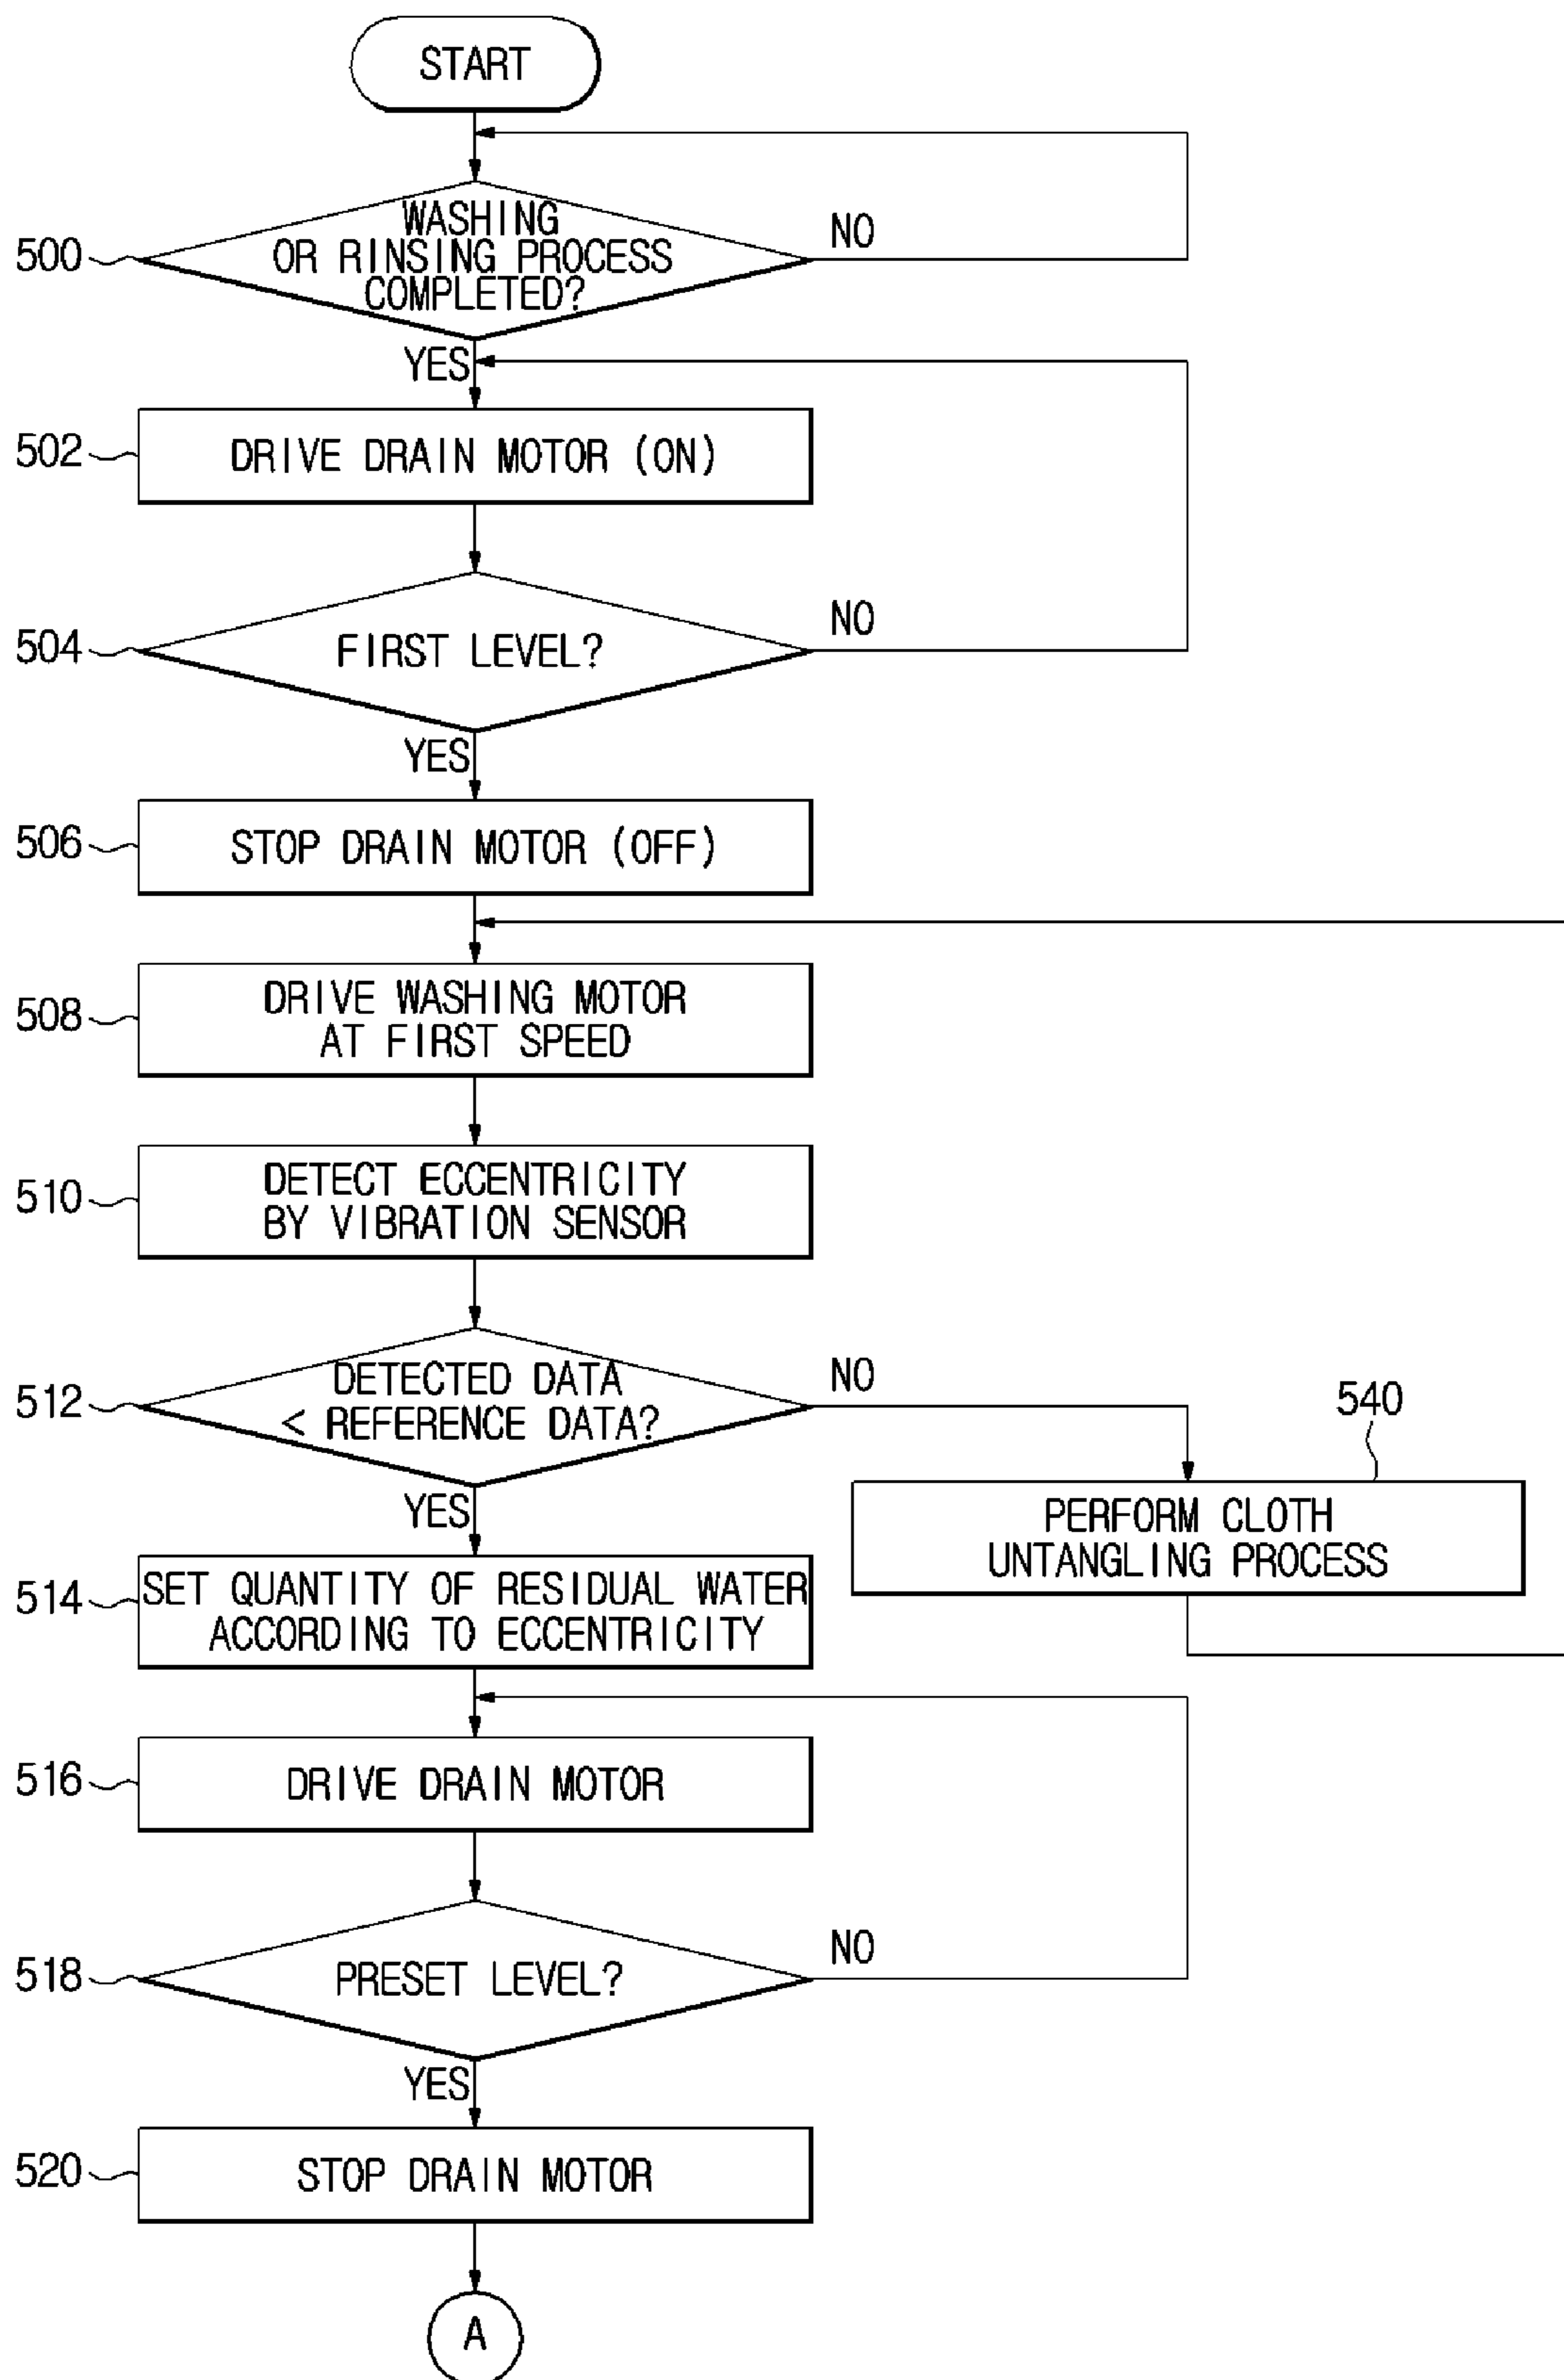 START
WASHING
OR RINSING PROCESS
COMPLETED?
NO
500
YES
DRIVE DRAIN MOTOR (ON)
502
FIRST LEVEL?
NO
504
YES
STOP DRAIN MOTOR (OFF)
506
DRIVE WASHING MOTOR
AT FIRST SPEED
508
DETECT ECCENTRICITY
BY VIBRATION SENSOR
510
DETECTED DATA
< REFERENCE DATA?
NO
512
540
PERFORM CLOTH
UNTANGLING PROCESS
YES
SET QUANTITY OF RESIDUAL WATER
ACCORDING TO ECCENTRICITY
514
DRIVE DRAIN MOTOR
516
PRESET LEVEL?
NO
518
YES
STOP DRAIN MOTOR
520
A